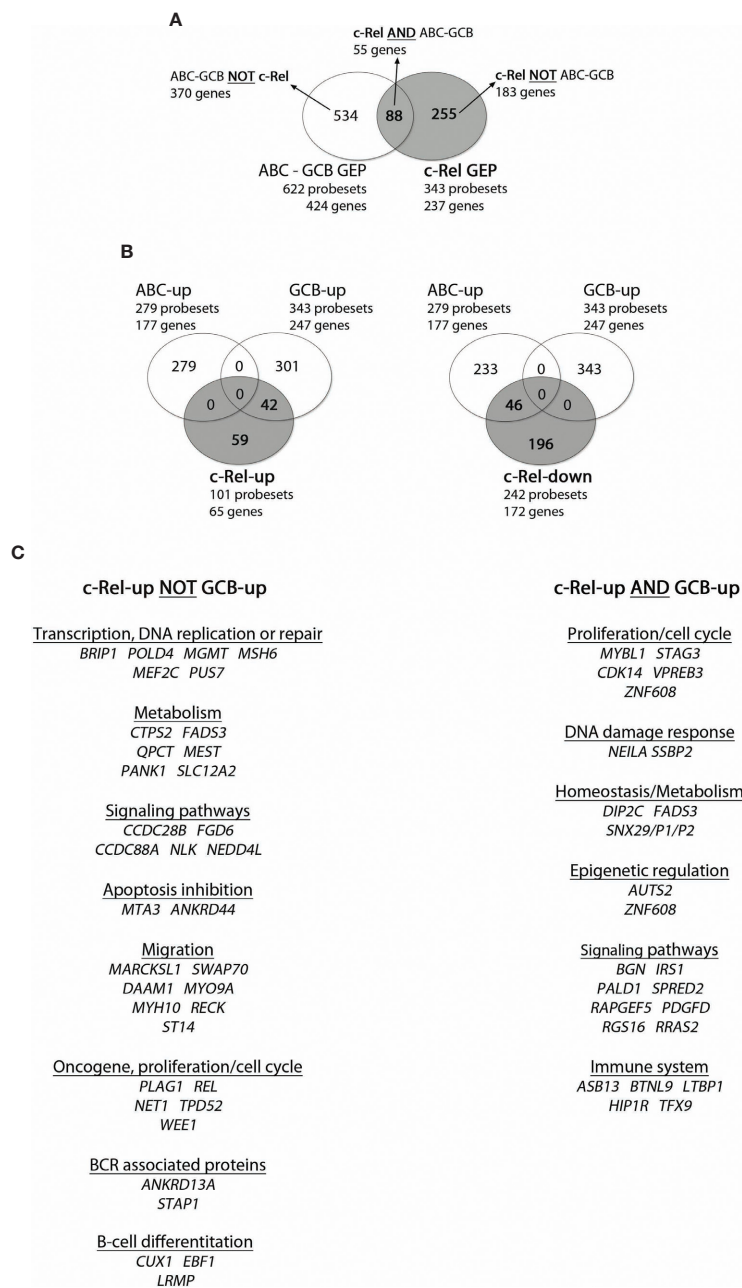 A
c-Rel AND ABC-GCB
55 genes
ABC-GCB NOT c-Rel
370 genes
c-Rel NOT ABC-GCB
183 genes
534
88
255
ABC - GCB GEP
622 probesets
424 genes
c-Rel GEP
343 probesets
237 genes
B
ABC-up
279 probesets
177 genes
GCB-up
343 probesets
247 genes
279
0
301
0
0
42
59
c-Rel-up
101 probesets
65 genes
ABC-up
279 probesets
177 genes
GCB-up
343 probesets
247 genes
233
0
343
0
46
0
196
c-Rel-down
242 probesets
172 genes
C
c-Rel-up NOT GCB-up
Transcription, DNA replication or repair
BRIP1 POLD4 MGMT MSH6
MEF2C PUS7
Metabolism
CTPS2 FADS3
QPCT MEST
PANK1 SLC12A2
Signaling pathways
CCDC28B FGD6
CCDC88A NLK NEDD4L
Apoptosis inhibition
MTA3 ANKRD44
Migration
MARCKSL1 SWAP70
DAAM1 MYO9A
MYH10 RECK
ST14
Oncogene, proliferation/cell cycle
PLAG1 REL
NET1 TPD52
WEE1
BCR associated proteins
ANKRD13A
STAP1
B-cell differentitation
CUX1 EBF1
LRMP
c-Rel-up AND GCB-up
Proliferation/cell cycle
MYBL1 STAG3
CDK14 VPREB3
ZNF608
DNA damage response
NEILA SSBP2
Homeostasis/Metabolism
DIP2C FADS3
SNX29/P1/P2
Epigenetic regulation
AUTS2
ZNF608
Signaling pathways
BGN IRS1
PALD1 SPRED2
RAPGEF5 PDGFD
RGS16 RRAS2
Immune system
ASB13 BTNL9 LTBP1
HIP1R TFX9